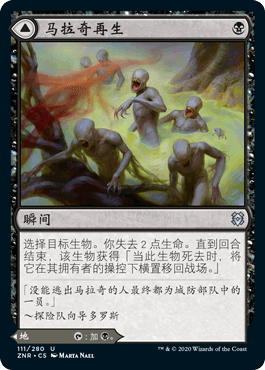 马拉奇再生
瞬间
选择目标生物。你失去2点生命。直到回合
结束，该生物获得「当此生物死去时，将
它在其拥有者的操控下横置移回战场。」
「没能逃出马拉奇的人最终都为城防部队中的
一员。」
～探险队向导多罗斯
地
：加。
111/280 U
ZNR • CS MARTA NAEL
™ & © 2020 Wizards of the Coast